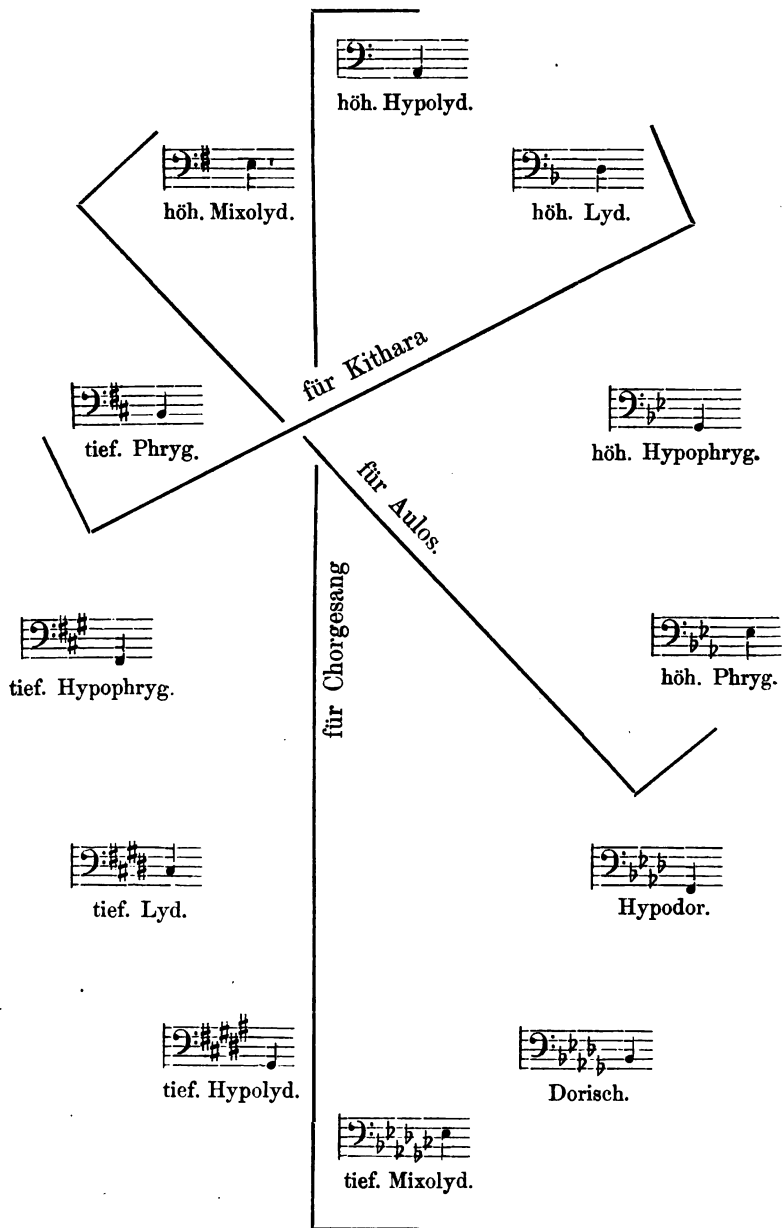 höh. Hypolyd.
höh. Mixolyd.
höh. Lyd.
für Kithara
tief. Phryg.
höh. Hypophryg.
für Aulos.
für Chorgesang
tief. Hypophryg.
höh. Phryg.
tief. Lyd.
Hypodor.
tief. Hypolyd.
Dorisch.
tief. Mixolyd.